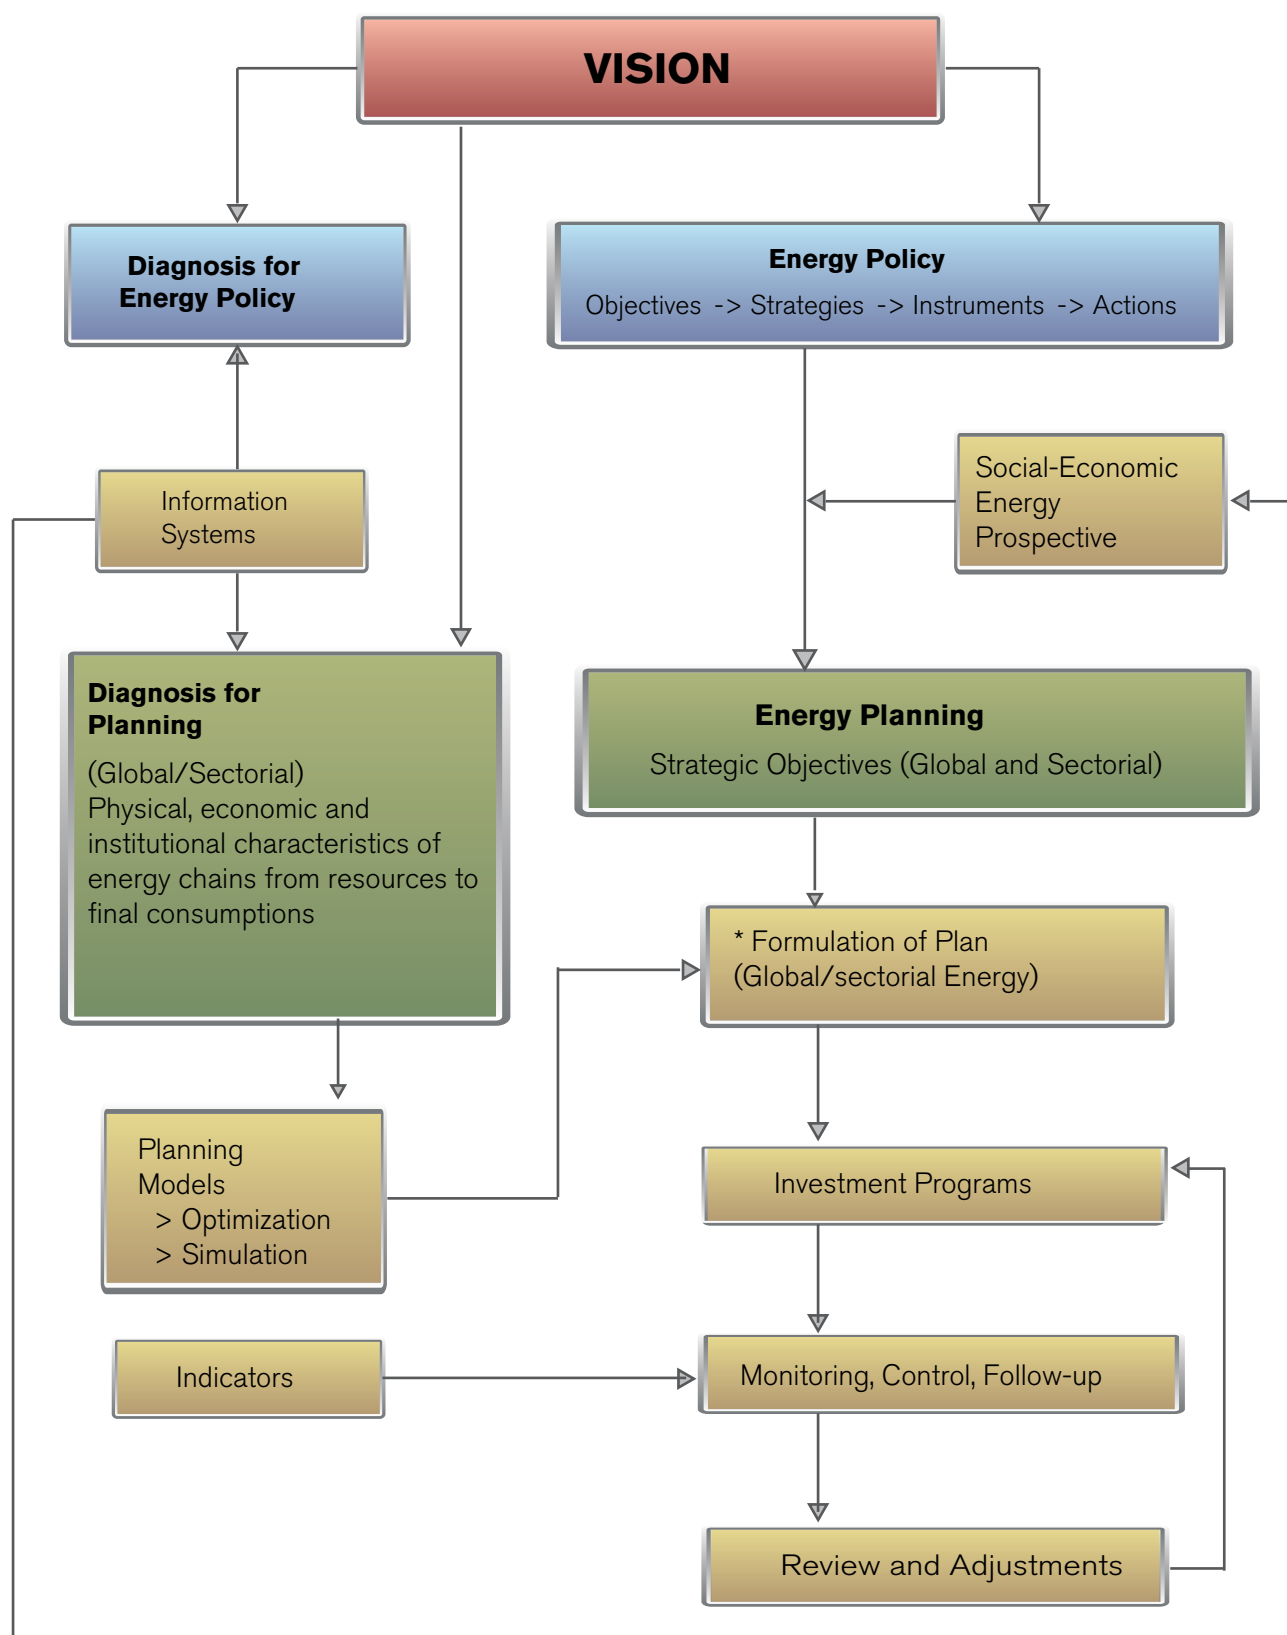 VISION
Diagnosis for
Energy Policy
Energy Policy
Objectives -> Strategies -> Instruments -> Actions
Information
Systems
Social-Economic
Energy
Prospective
Diagnosis for
Planning
(Global/Sectorial)
Physical, economic and
institutional characteristics of
energy chains from resources to
final consumptions
Energy Planning
Strategic Objectives (Global and Sectorial)
* Formulation of Plan
(Global/sectorial Energy)
Planning
Models
> Optimization
> Simulation
Investment Programs
Indicators
Monitoring, Control, Follow-up
Review and Adjustments